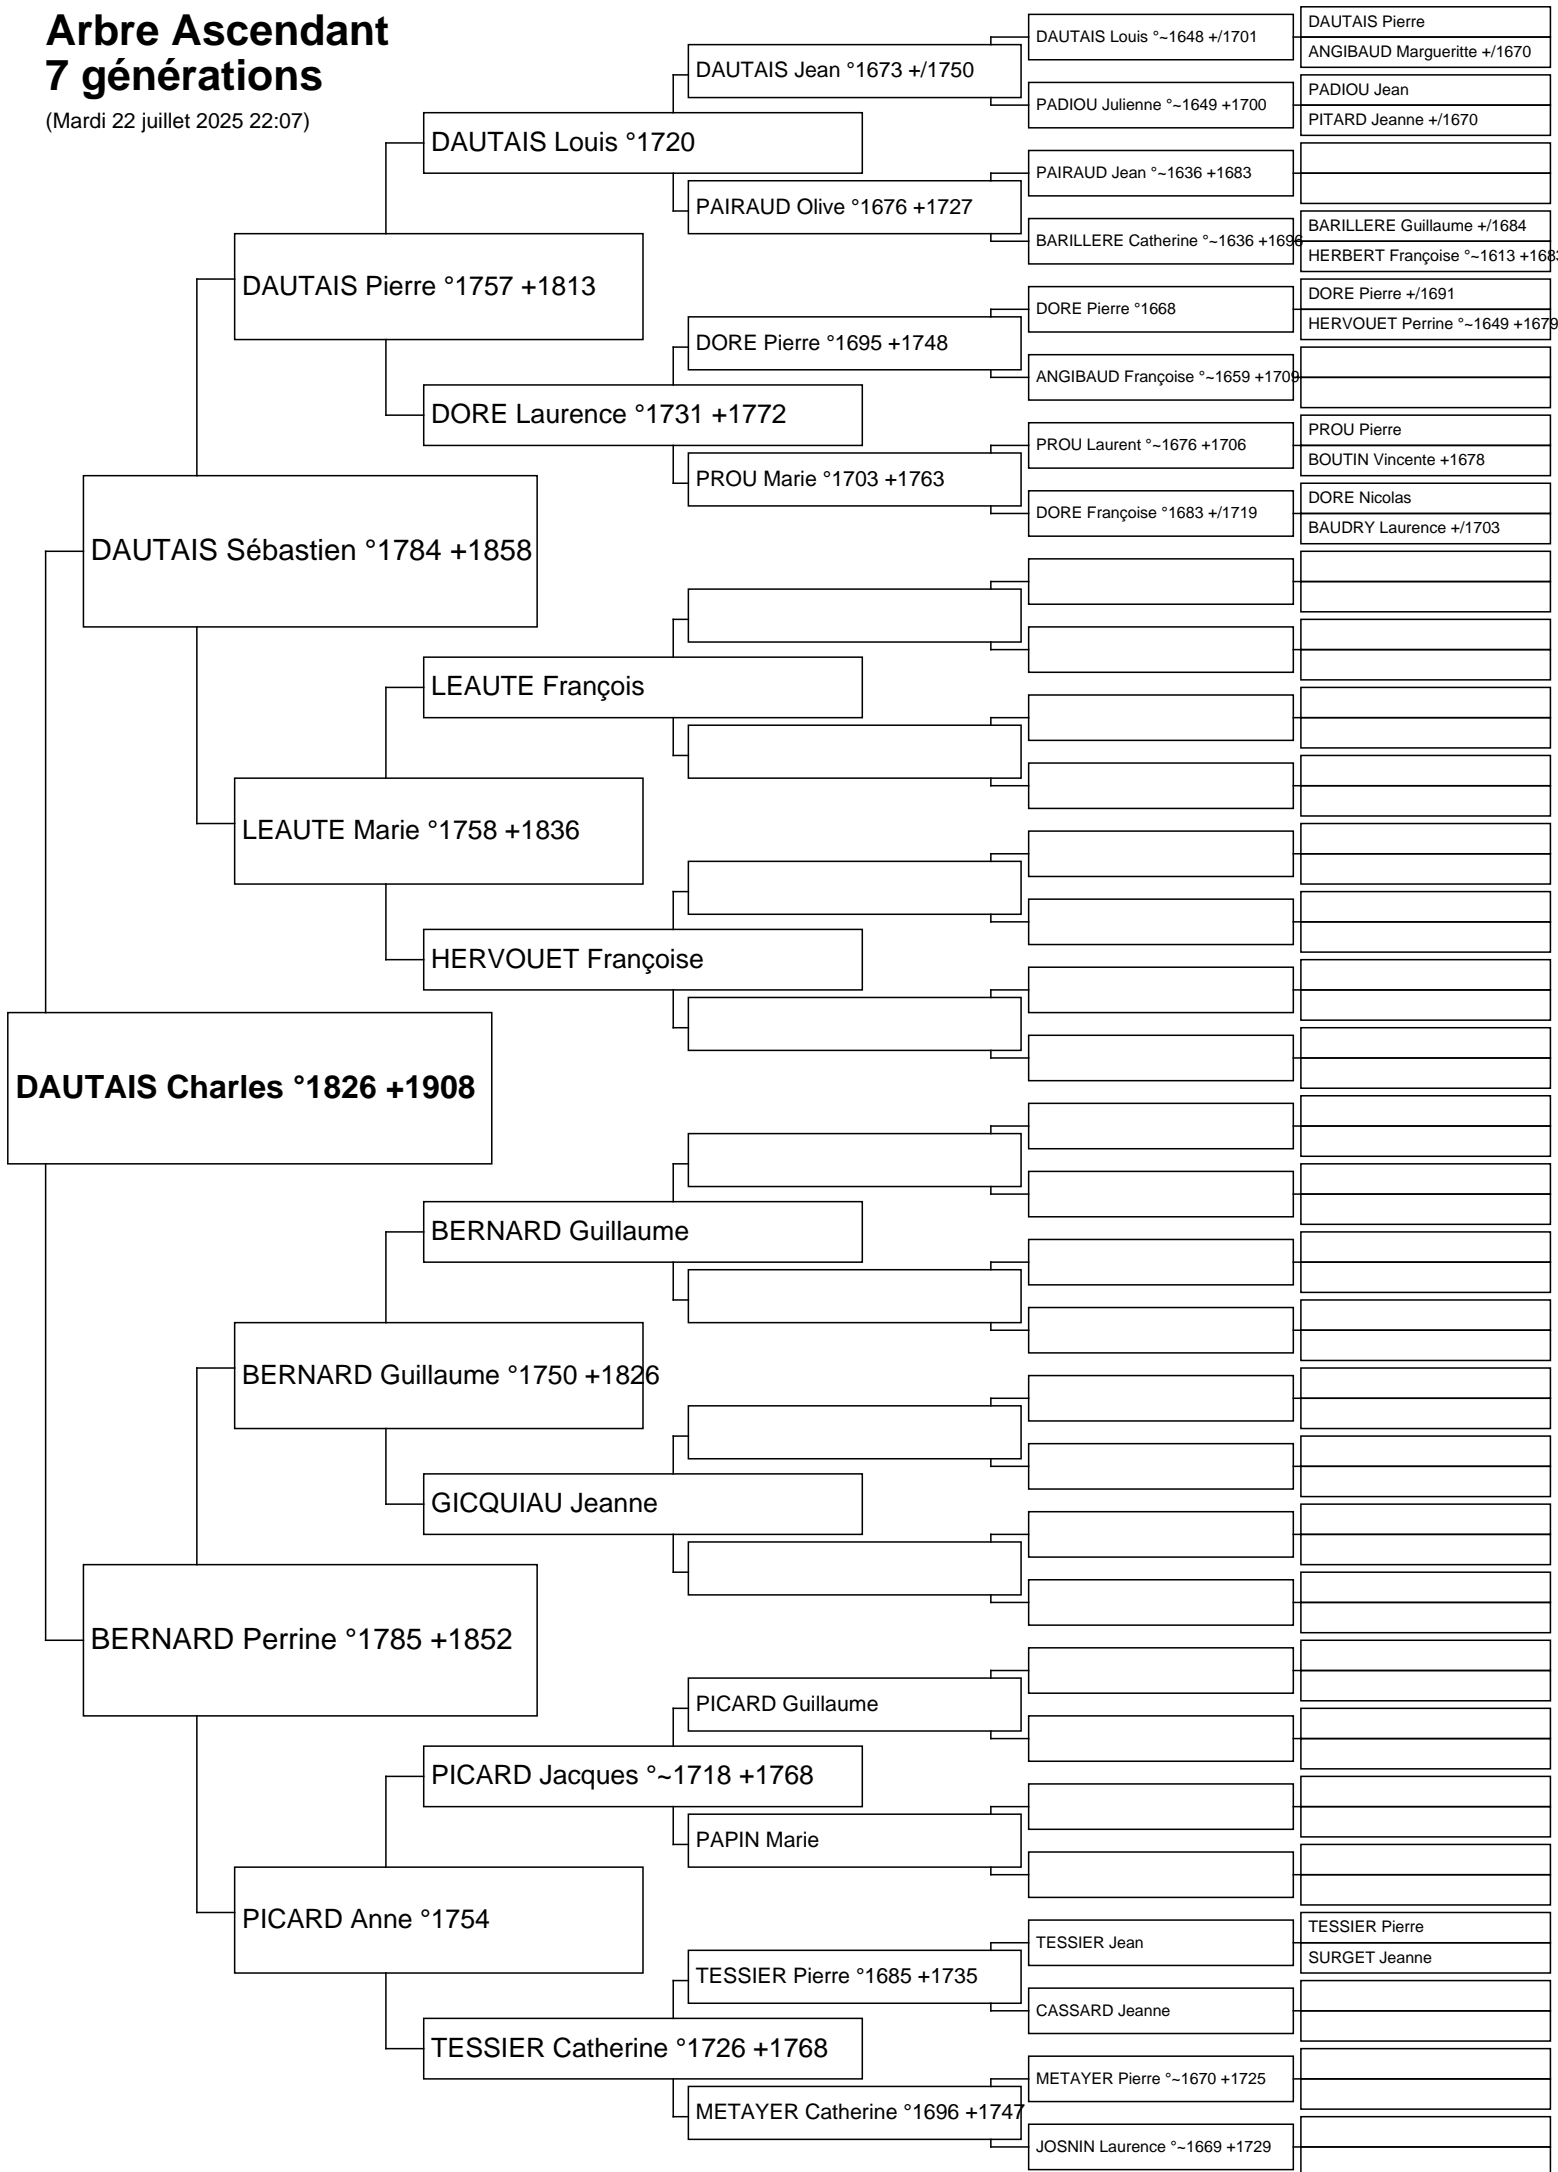 Arbre Ascendant
7 générations
(Mardi 22 juillet 2025 22:07)
DAUTAIS Charles °1826 +1908
DAUTAIS Sébastien °1784 +1858
BERNARD Perrine °1785 +1852
DAUTAIS Pierre °1757 +1813
LEAUTE Marie °1758 +1836
BERNARD Guillaume °1750 +1826
PICARD Anne °1754
DAUTAIS Louis °1720
DORE Laurence °1731 +1772
LEAUTE François
HERVOUET Françoise
BERNARD Guillaume
GICQUIAU Jeanne
PICARD Jacques °~1718 +1768
TESSIER Catherine °1726 +1768
DAUTAIS Jean °1673 +/1750
PAIRAUD Olive °1676 +1727
DORE Pierre °1695 +1748
PROU Marie °1703 +1763
PICARD Guillaume
PAPIN Marie
TESSIER Pierre °1685 +1735
METAYER Catherine °1696 +1747
DAUTAIS Louis °~1648 +/1701
PADIOU Julienne °~1649 +1700
PAIRAUD Jean °~1636 +1683
BARILLERE Catherine °~1636 +1696
DORE Pierre °1668
ANGIBAUD Françoise °~1659 +1709
PROU Laurent °~1676 +1706
DORE Françoise °1683 +/1719
TESSIER Jean
CASSARD Jeanne
METAYER Pierre °~1670 +1725
JOSNIN Laurence °~1669 +1729
DAUTAIS Pierre
ANGIBAUD Margueritte +/1670
PADIOU Jean
PITARD Jeanne +/1670
BARILLERE Guillaume +/1684
HERBERT Françoise °~1613 +1683
DORE Pierre +/1691
HERVOUET Perrine °~1649 +1679
PROU Pierre
BOUTIN Vincente +1678
DORE Nicolas
BAUDRY Laurence +/1703
TESSIER Pierre
SURGET Jeanne